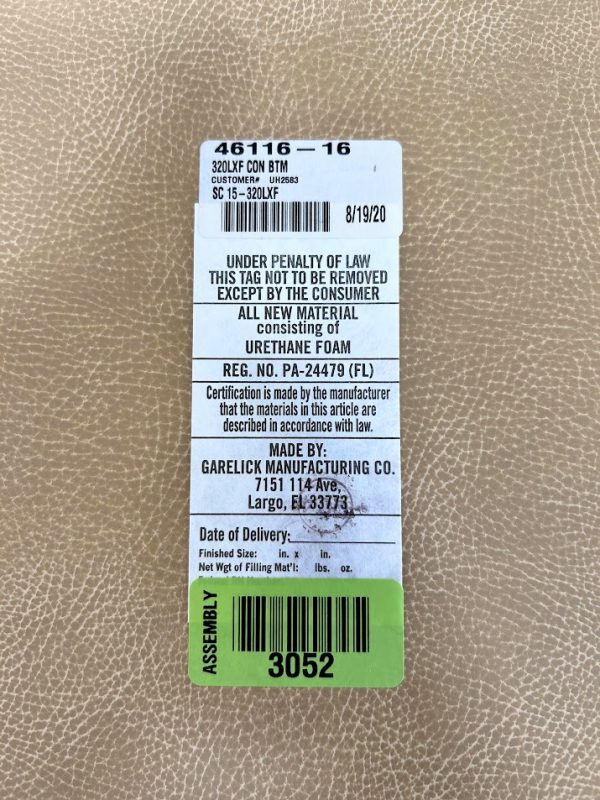 46116-16
320LXF CON BTM
CUSTOMER# UH2583
SC 15-320LXF
8/19/20
UNDER PENALTY OF LAW
THIS TAG NOT TO BE REMOVED
EXCEPT BY THE CONSUMER
ALL NEW MATERIAL
consisting of
URETHANE FOAM
REG. NO. PA-24479 (FL)
Certification is made by the manufacturer
that the materials in this article are
described in accordance with law.
MADE BY:
GARELICK MANUFACTURING CO.
7151 114 Ave,
Largo, FL 33773
Date of Delivery:
Finished Size: in. x in.
Net Wgt of Filling Mat'l: lbs. oz.
ASSEMBLY
3052